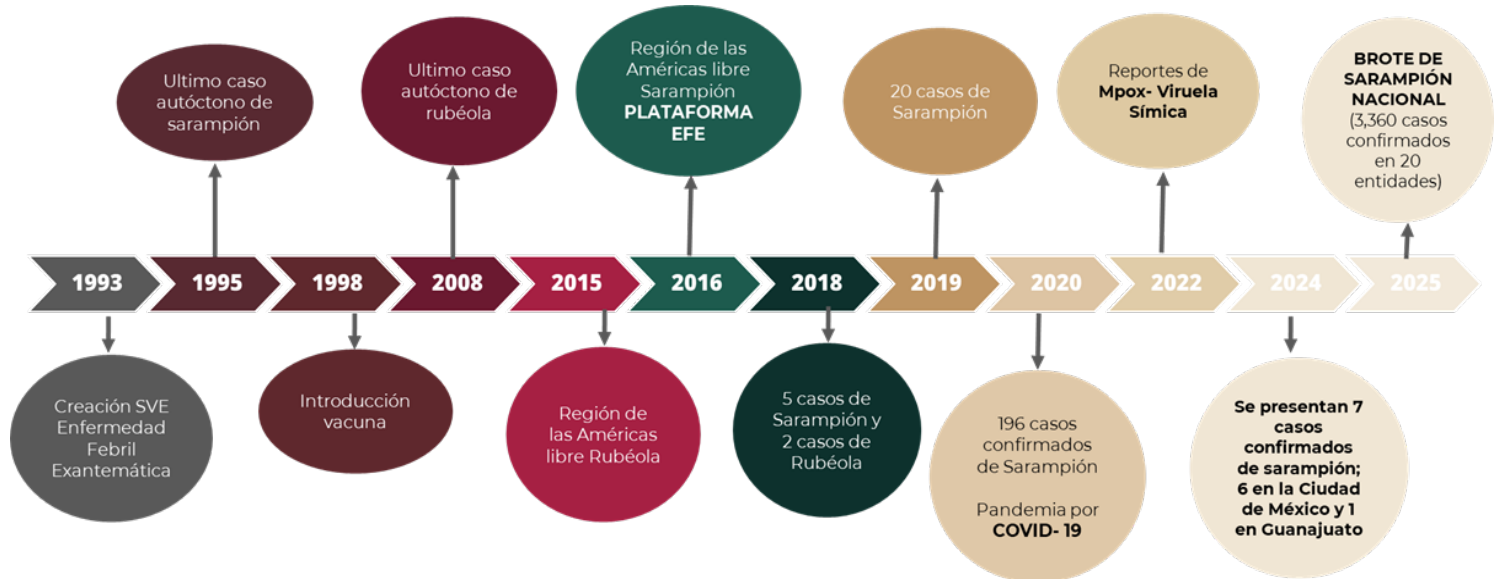 Ultimo caso
autóctono de
sarampión
Ultimo caso
autóctono de
rubéola
Región de las
Américas libre
Sarampión
PLATAFORMA
EFE
20 casos de
Sarampión
Reportes de
Mpox- Viruela
Símica
BROTE DE
SARAMPIÓN
NACIONAL
(3,360 casos
confirmados
en 20
entidades)
1993
1995
1998
2008
2015
2016
2018
2019
2020
2022
2024
2025
Creación SVE
Enfermedad
Febril
Exantemática
Introducción
vacuna
Región de
las Américas
libre Rubéola
5 casos de
Sarampión y
2 casos de
Rubéola
196 casos
confirmados
de Sarampión
Pandemia por
COVID- 19
Se presentan 7
casos
confirmados
de sarampión;
6 en la Ciudad
de México y 1
en Guanajuato